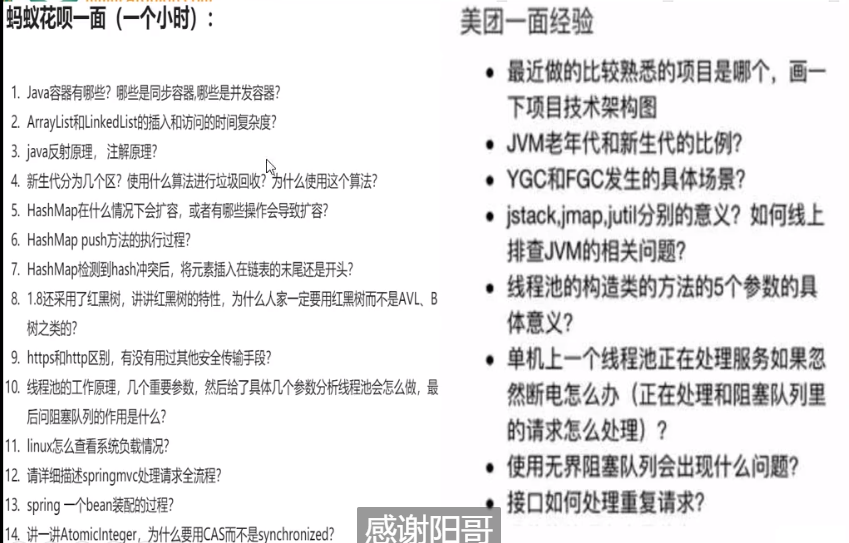 蚂蚁花呗一面（一个小时）：
1. Java容器有哪些？哪些是同步容器,哪些是并发容器？
2. ArrayList和LinkedList的插入和访问的时间复杂度？
3. java反射原理，注解原理？
4. 新生代分为几个区？使用什么算法进行垃圾回收？为什么使用这个算法？
5. HashMap在什么情况下会扩容，或者有哪些操作会导致扩容？
6. HashMap push方法的执行过程？
7. HashMap检测到hash冲突后，将元素插入在链表的末尾还是开头？
8. 1.8还采用了红黑树，讲讲红黑树的特性，为什么人家一定要用红黑树而不是AVL、B
树之类的？
9. https和http区别，有没有用过其他安全传输手段？
10. 线程池的工作原理，几个重要参数，然后给了具体几个参数分析线程池会怎么做，最
后问阻塞队列的作用是什么？
11. linux怎么查看系统负载情况？
12. 请详细描述springmvc处理请求全流程？
13. spring 一个bean装配的过程？
14. 讲一讲AtomicInteger，为什么要用CAS而不是synchronized？
美团一面经验
• 最近做的比较熟悉的项目是哪个，画一
下项目技术架构图
• JVM老年代和新生代的比例？
• YGC和FGC发生的具体场景？
• jstack,jmap,jutil分别的意义？如何线上
排查JVM的相关问题？
• 线程池的构造类的方法的5个参数的具
体意义？
• 单机上一个线程池正在处理服务如果忽
然断电怎么办（正在处理和阻塞队列里
的请求怎么处理）？
• 使用无界阻塞队列会出现什么问题？
• 接口如何处理重复请求？
感谢阳哥